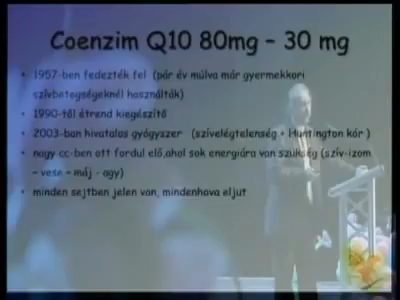 Coenzim Q10 80mg – 30 mg
• 1957-ben fedezték fel (pár év múlva már gyermekkori
szívbetegségeknél használták)
• 1990-től étrend kiegészítő
• 2003-ban hivatalos gyógyszer (szívelégtelenség + Huntington kór )
• nagy cc-ben ott fordul elő,ahol sok energiára van szükség (szív-izom
– vese – máj - agy)
• minden sejtben jelen van, mindenhova eljut